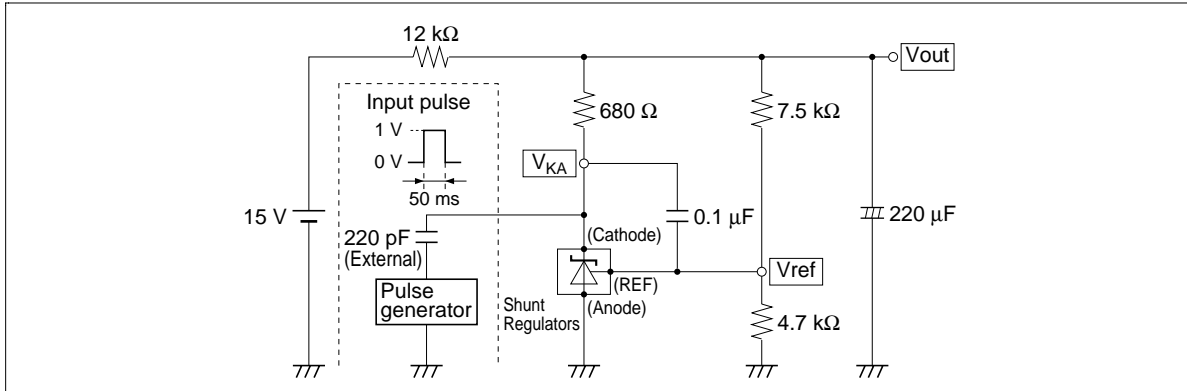 12 kΩ
Vout
Input pulse
1 V
0 V
50 ms
680 Ω
7.5 kΩ
VKA
15 V
220 pF
(External)
0.1 μF
220 μF
(Cathode)
Vref
(REF)
(Anode)
Pulse
generator
Shunt
Regulators
4.7 kΩ